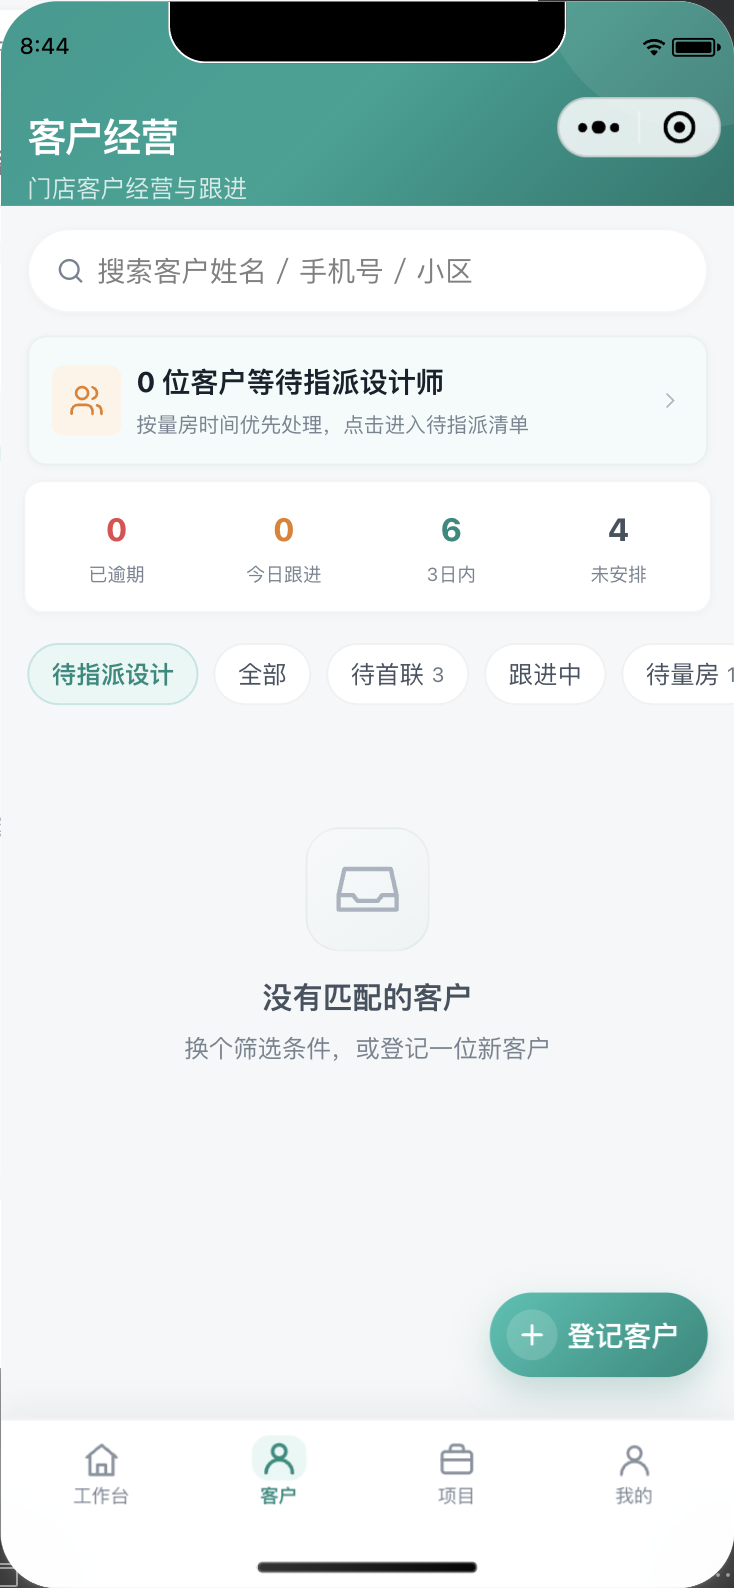 8:44
客户经营
门店客户经营与跟进
搜索客户姓名 / 手机号 / 小区
0 位客户等待指派设计师
按量房时间优先处理，点击进入待指派清单
0 0 6 4
已逾期 今日跟进 3日内 未安排
待指派设计 全部 待首联 3 跟进中 待量房 1
没有匹配的客户
换个筛选条件，或登记一位新客户
登记客户
工作台 客户 项目 我的